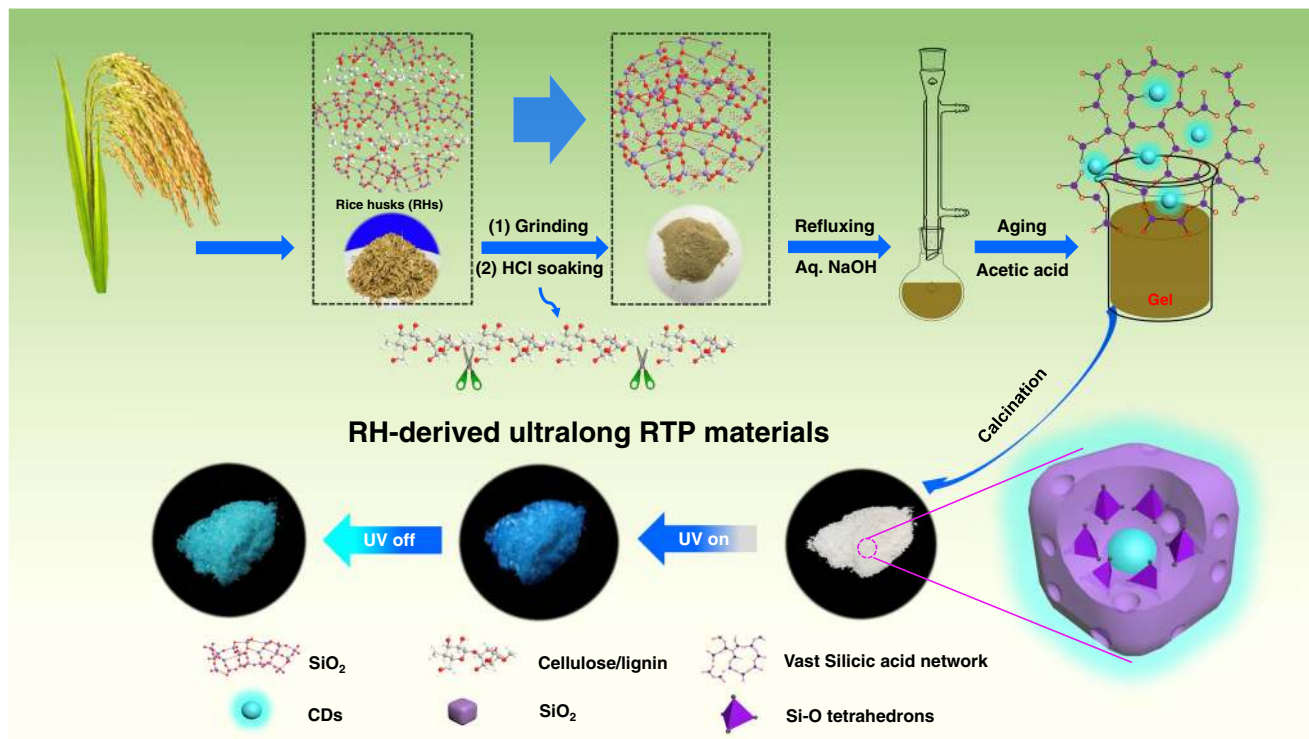 Rice husks (RHs)
(1) Grinding
(2) HCl soaking
Refluxing
Aq. NaOH
Aging
Acetic acid
Gel
Calcination
RH-derived ultralong RTP materials
UV off
UV on
SiO₂
Cellulose/lignin
Vast Silicic acid network
CDs
SiO₂
Si-O tetrahedrons